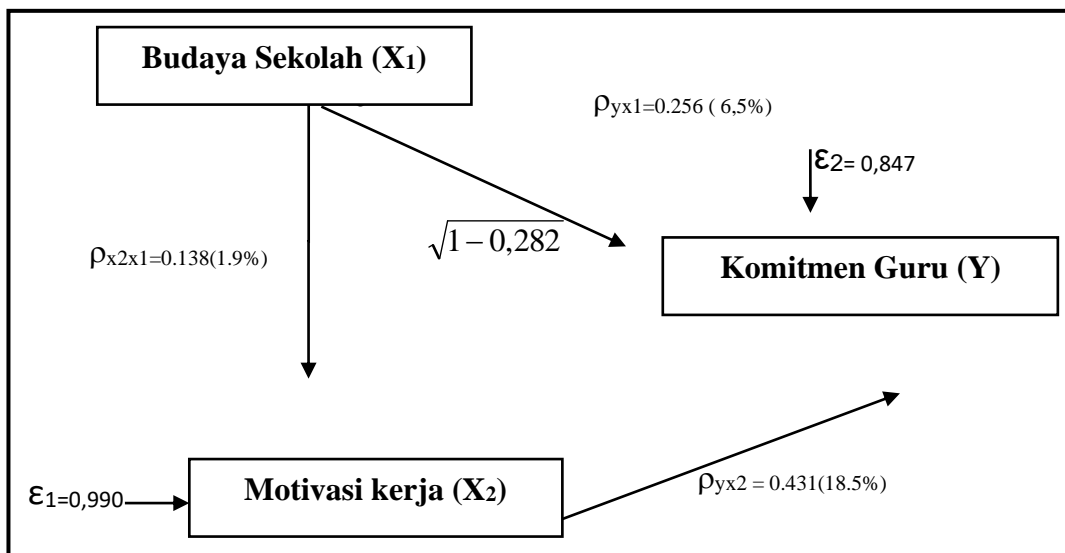 Budaya Sekolah (X₁)
ρyx1=0.256 ( 6,5%)
ε2= 0,847
√1 − 0,282
ρx2x1=0.138(1.9%)
Komitmen Guru (Y)
Motivasi kerja (X₂)
ρyx2 = 0.431(18.5%)
ε1=0,990